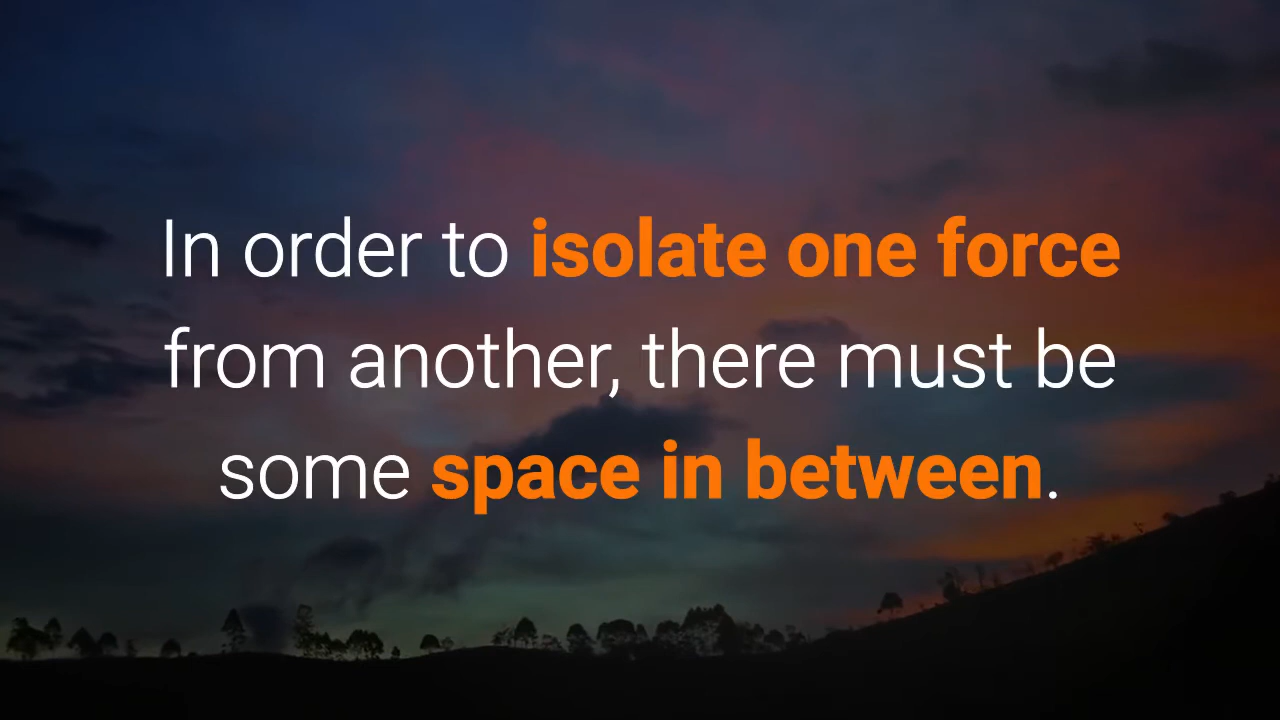 In order to isolate one force
from another, there must be
some space in between.